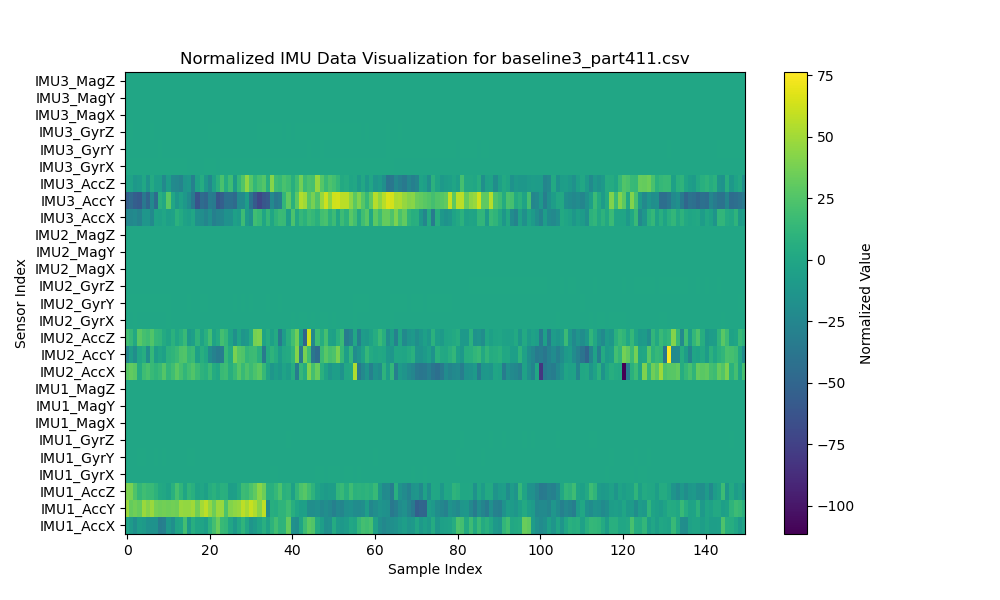 Normalized IMU Data Visualization for baseline3_part411.csv
IMU3_MagZ
IMU3_MagY
IMU3_MagX
IMU3_GyrZ
IMU3_GyrY
IMU3_GyrX
IMU3_AccZ
IMU3_AccY
IMU3_AccX
IMU2_MagZ
IMU2_MagY
IMU2_MagX
IMU2_GyrZ
IMU2_GyrY
IMU2_GyrX
IMU2_AccZ
IMU2_AccY
IMU2_AccX
IMU1_MagZ
IMU1_MagY
IMU1_MagX
IMU1_GyrZ
IMU1_GyrY
IMU1_GyrX
IMU1_AccZ
IMU1_AccY
IMU1_AccX
Sensor Index
0 20 40 60 80 100 120 140
Sample Index
75
50
25
0
−25
−50
−75
−100
Normalized Value